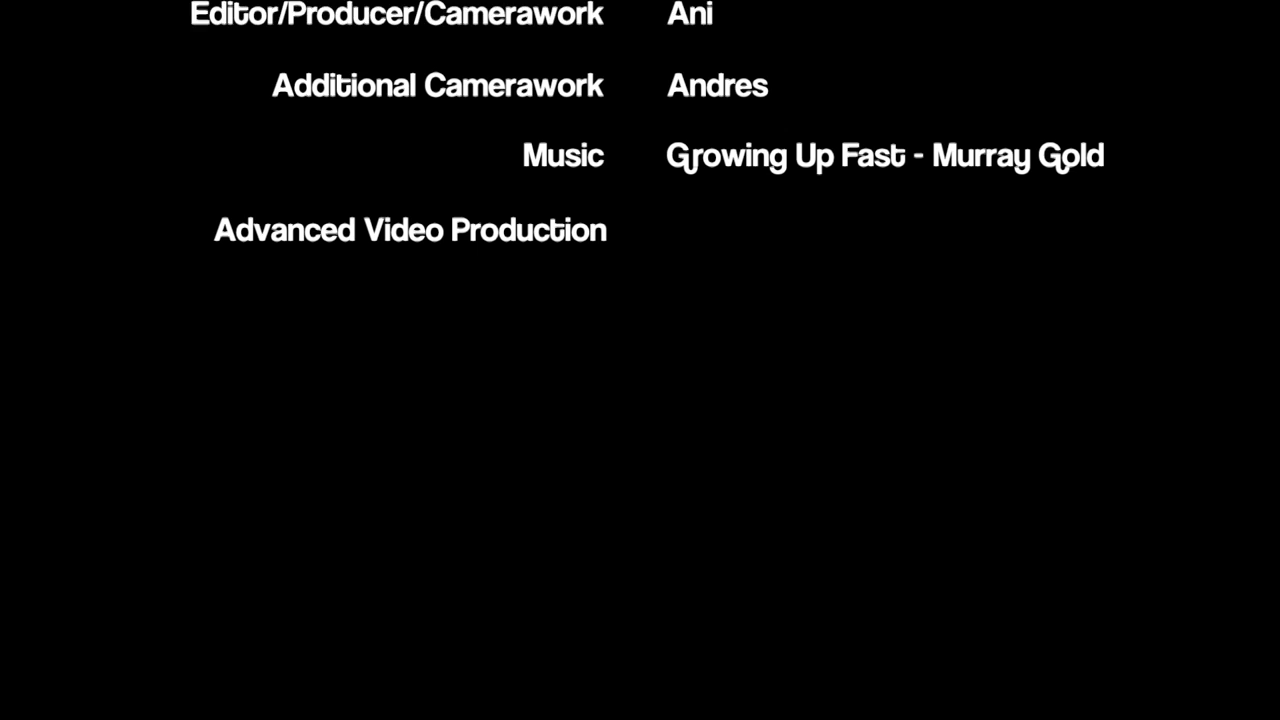 Editor/Producer/Camerawork Ani
Additional Camerawork Andres
Music Growing Up Fast - Murray Gold
Advanced Video Production